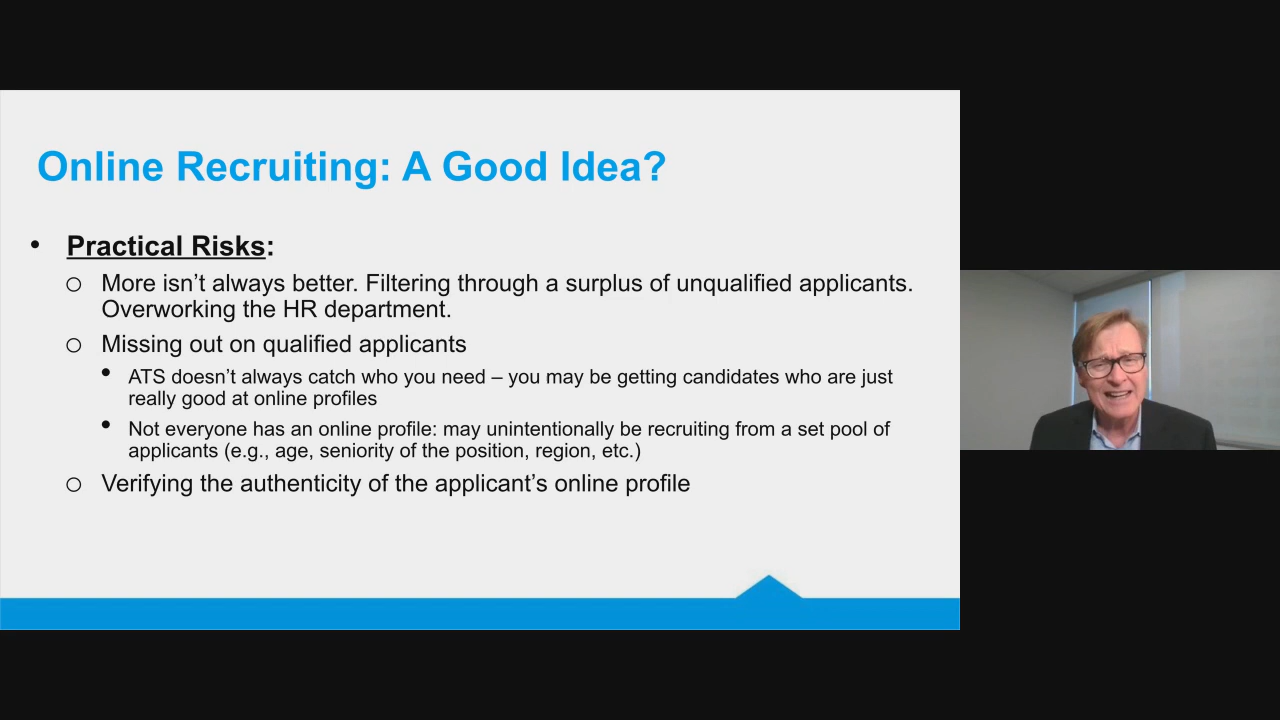 Online Recruiting: A Good Idea?
• Practical Risks:
o More isn’t always better. Filtering through a surplus of unqualified applicants.
Overworking the HR department.
o Missing out on qualified applicants
• ATS doesn’t always catch who you need – you may be getting candidates who are just
really good at online profiles
• Not everyone has an online profile: may unintentionally be recruiting from a set pool of
applicants (e.g., age, seniority of the position, region, etc.)
o Verifying the authenticity of the applicant’s online profile